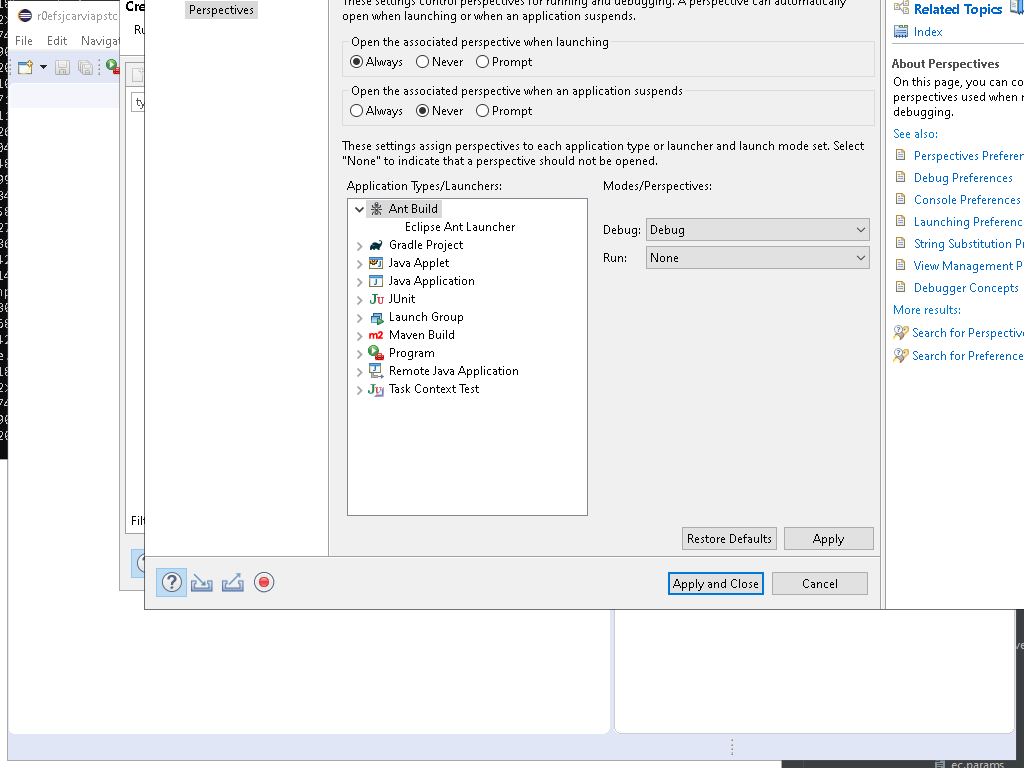 r0efsjcarviapstc
File Edit Navigat
Perspectives
These settings control perspectives for running and debugging. A perspective can automatically
open when launching or when an application suspends.
Open the associated perspective when launching
Always Never Prompt
Open the associated perspective when an application suspends
Always Never Prompt
These settings assign perspectives to each application type or launcher and launch mode set. Select
"None" to indicate that a perspective should not be opened.
Application Types/Launchers:
Ant Build
Eclipse Ant Launcher
Gradle Project
Java Applet
Java Application
JUnit
Launch Group
Maven Build
Program
Remote Java Application
Task Context Test
Modes/Perspectives:
Debug: Debug
Run: None
Restore Defaults Apply
Apply and Close Cancel
Related Topics
Index
About Perspectives
On this page, you can co
perspectives used when r
debugging.
See also:
Perspectives Preferer
Debug Preferences
Console Preferences
Launching Preferenc
String Substitution P
View Management P
Debugger Concepts
More results:
Search for Perspective
Search for Preference
Cre
Ru
ty
Filt
ec.params